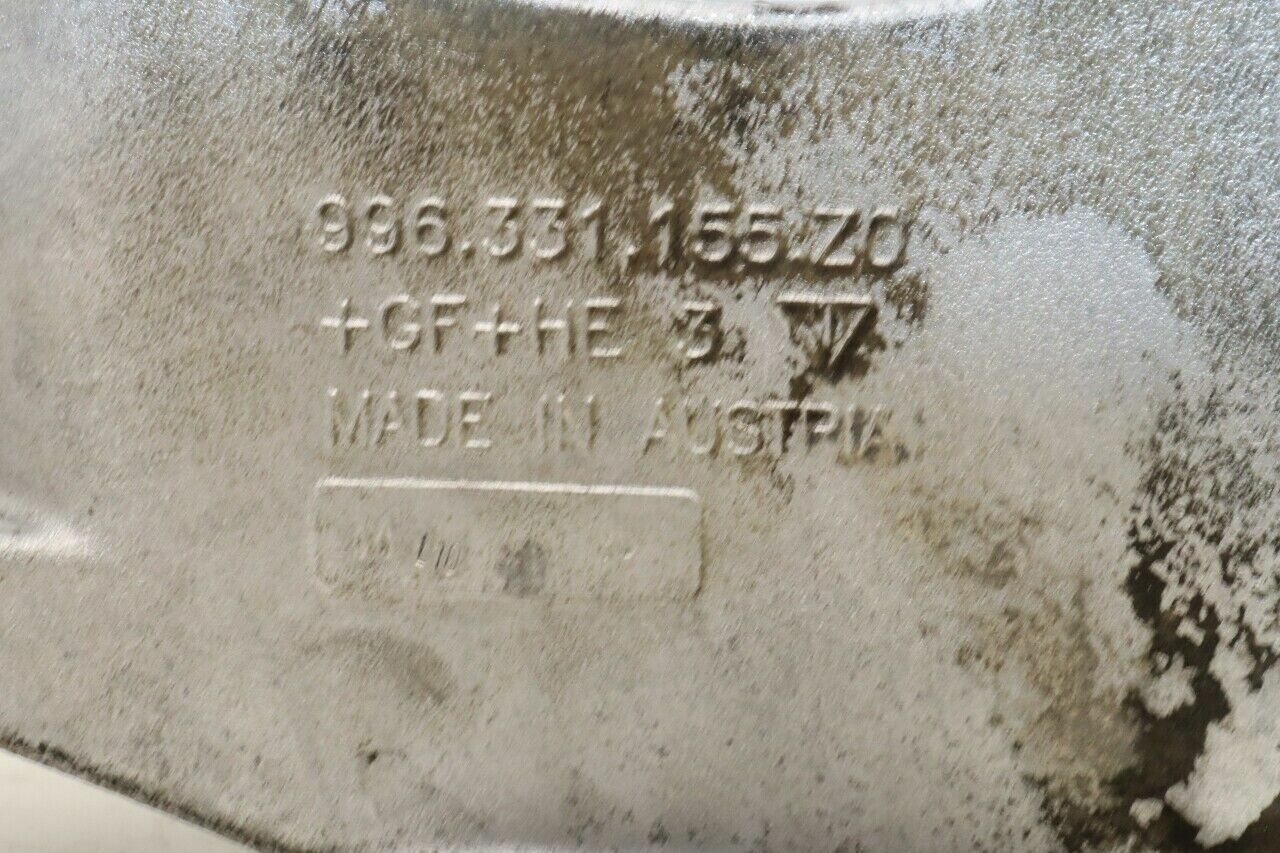 996.331.155.Z0
+GF+HE 3
MADE IN AUSTRIA